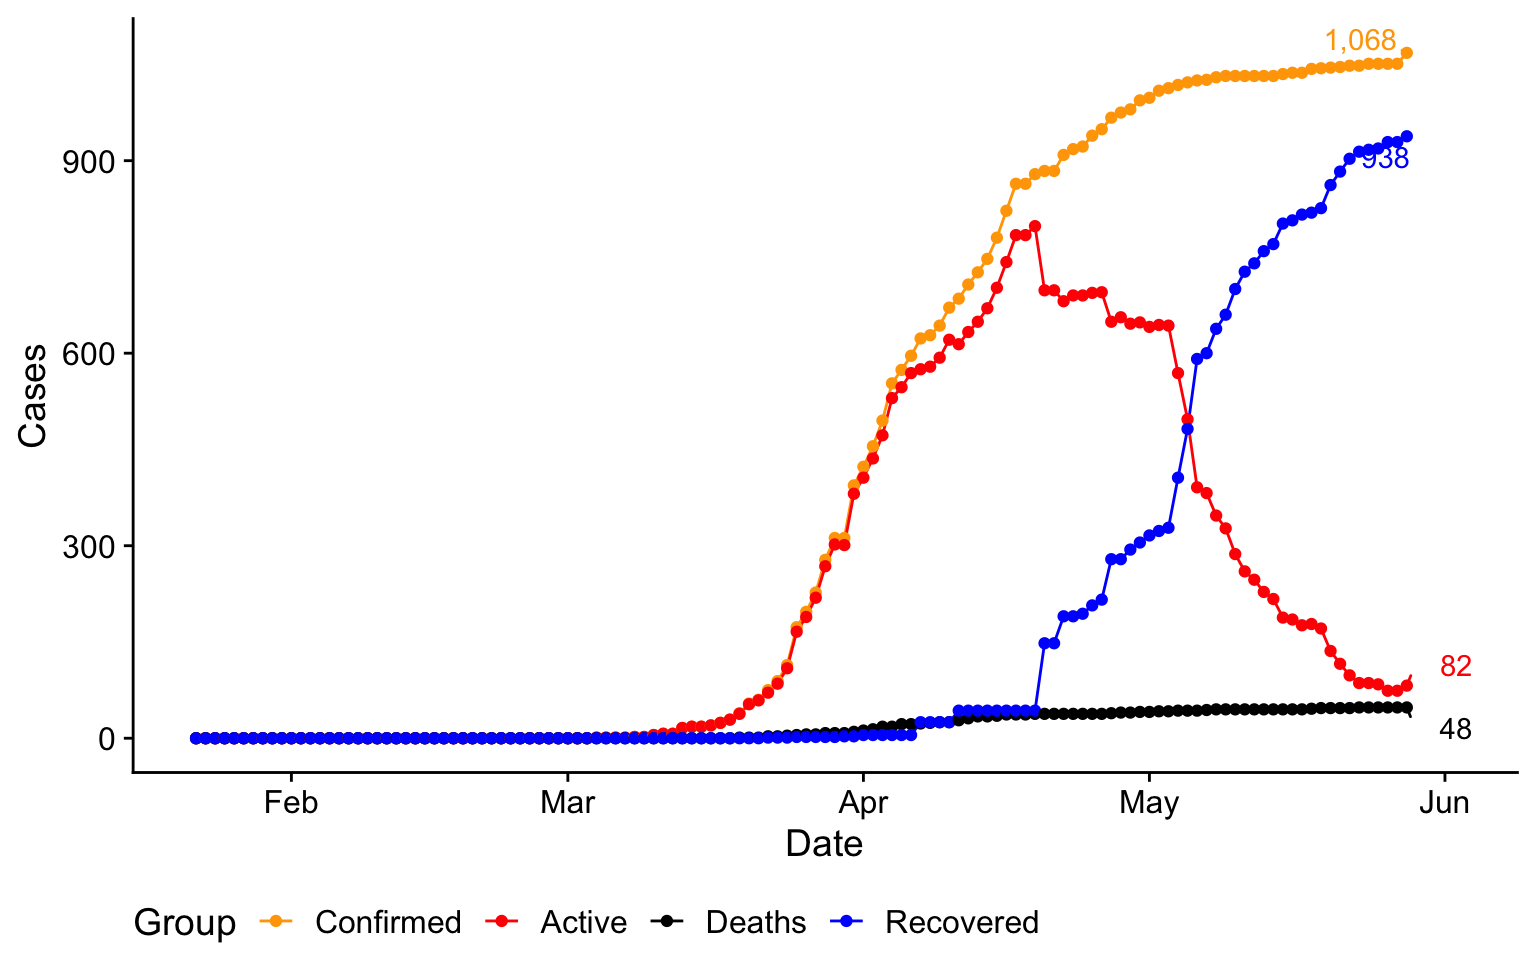 1,068
938
900
600
300
0
82
48
Cases
Feb Mar Apr May Jun
Date
Group Confirmed Active Deaths Recovered